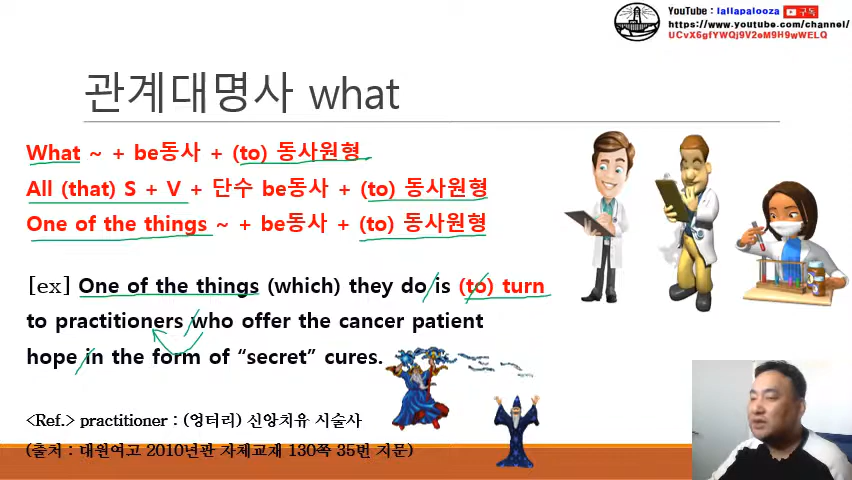 YouTube : lallapalooza 구독
https://www.youtube.com/channel/
UCvX6gfYWQj9V2eM9H9wWELQ
관계대명사 what
What ~ + be동사 + (to) 동사원형
All (that) S + V + 단수 be동사 + (to) 동사원형
One of the things ~ + be동사 + (to) 동사원형
[ex] One of the things (which) they do is (to) turn
to practitioners who offer the cancer patient
hope in the form of “secret” cures.
<Ref.> practitioner : (엉터리) 신앙치유 시술사
(출처 : 대원여고 2010년판 자체교재 130쪽 35번 지문)